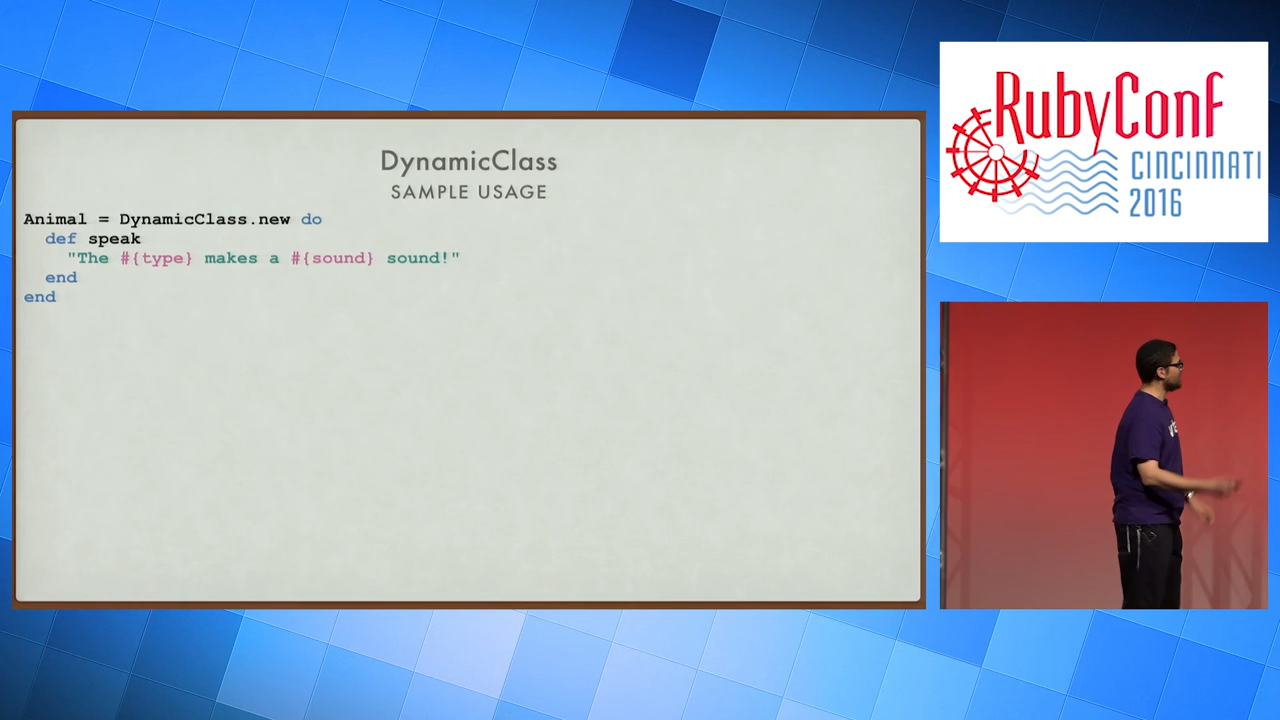 DynamicClass
SAMPLE USAGE
Animal = DynamicClass.new do
  def speak
    "The #{type} makes a #{sound} sound!"
  end
end
RubyConf
CINCINNATI
2016